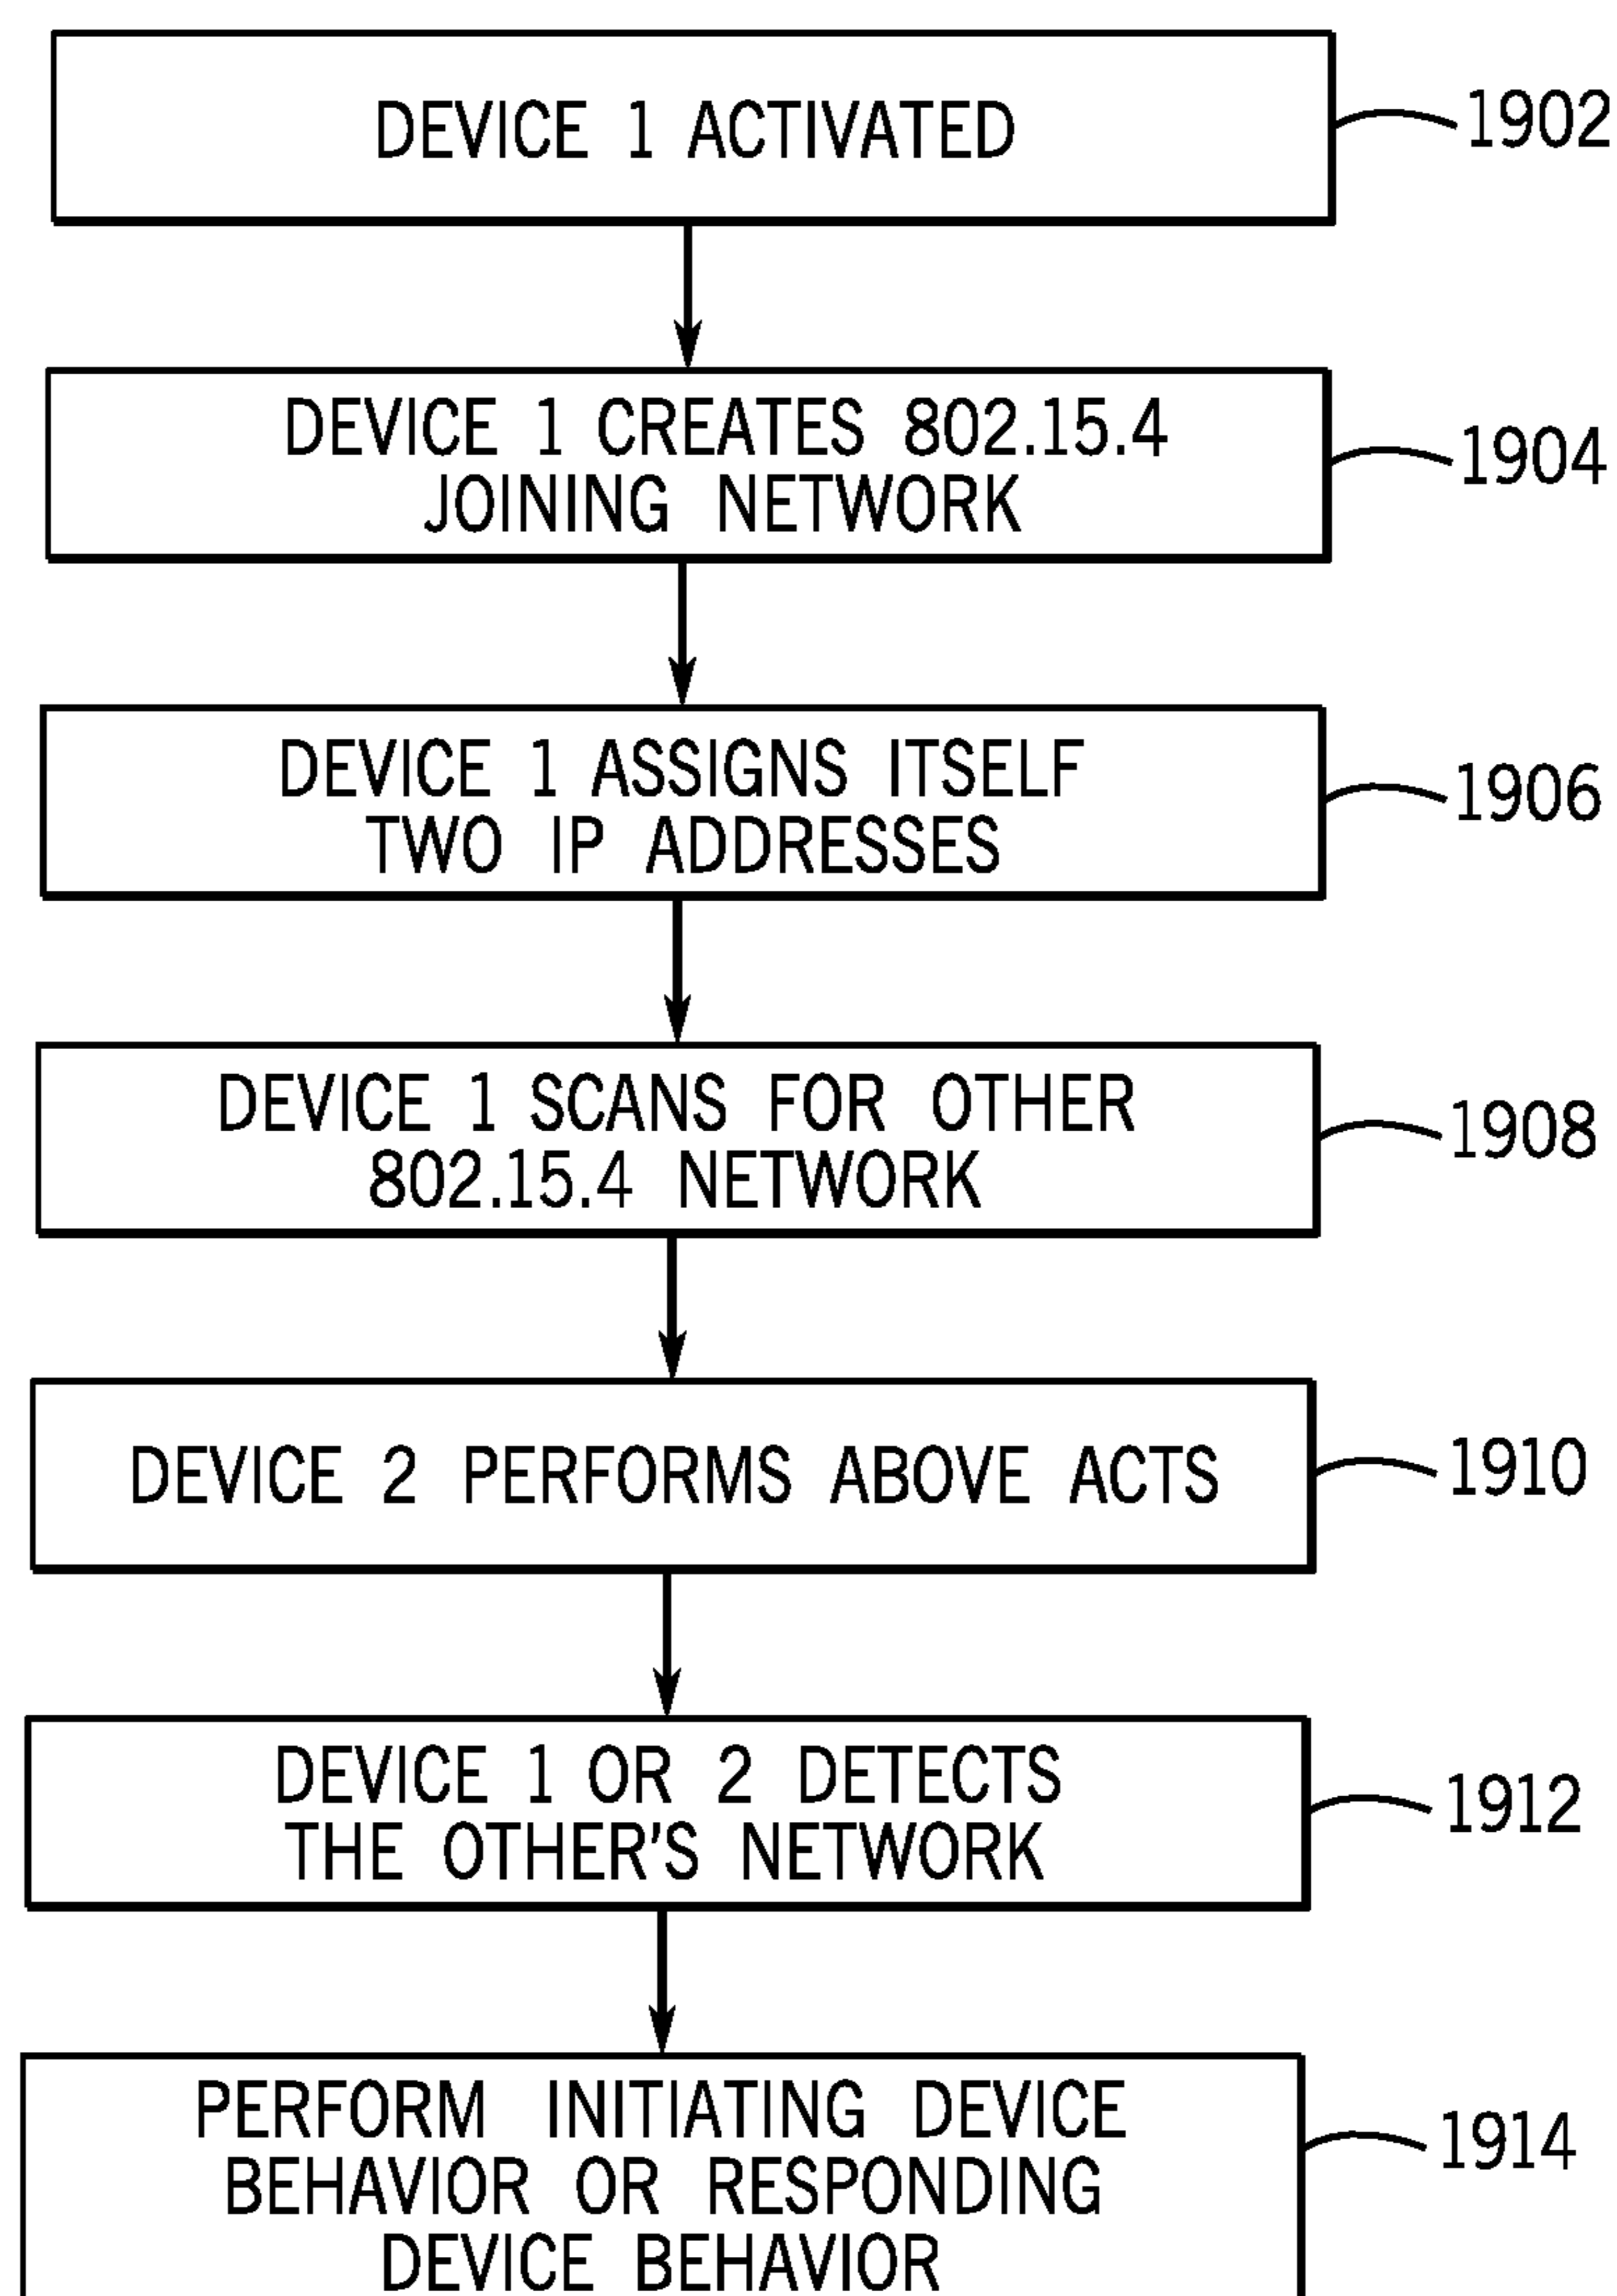 DEVICE 1 ACTIVATED
1902
DEVICE 1 CREATES 802.15.4
JOINING NETWORK
1904
DEVICE 1 ASSIGNS ITSELF
TWO IP ADDRESSES
1906
DEVICE 1 SCANS FOR OTHER
802.15.4 NETWORK
1908
DEVICE 2 PERFORMS ABOVE ACTS
1910
DEVICE 1 OR 2 DETECTS
THE OTHER'S NETWORK
1912
PERFORM INITIATING DEVICE
BEHAVIOR OR RESPONDING
DEVICE BEHAVIOR
1914